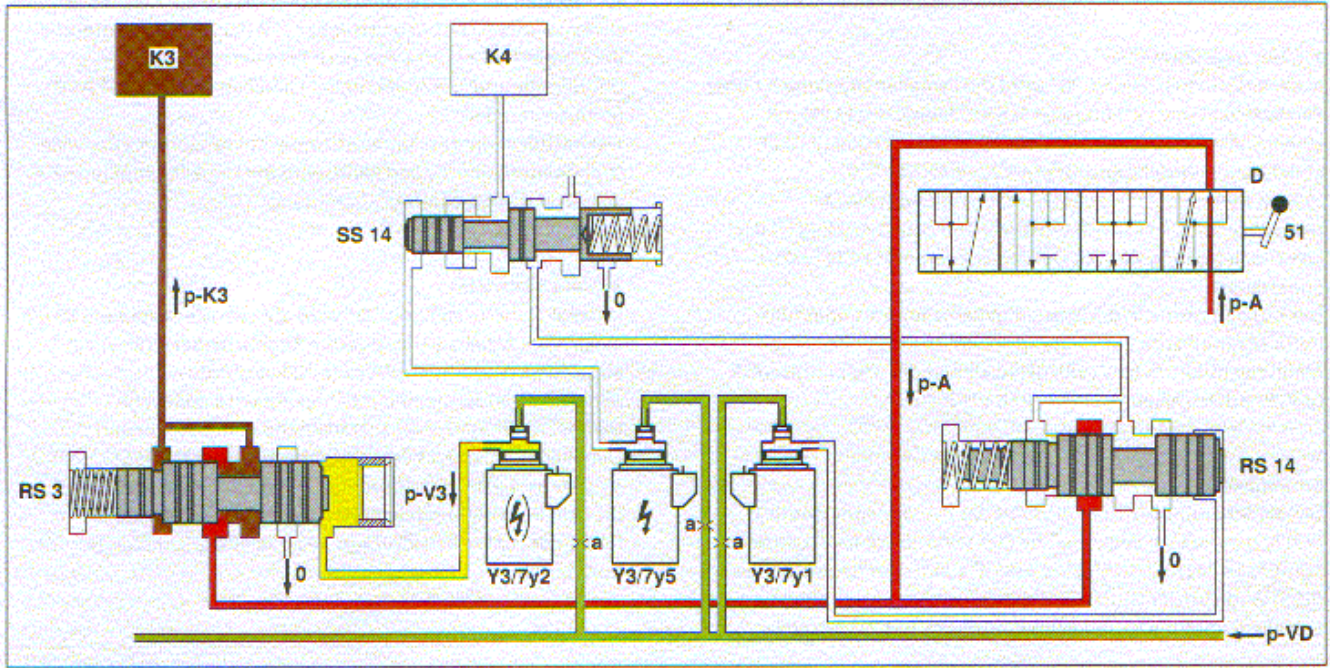 K3
K4
D
SS 14
51
p-K3
0
p-A
p-A
RS 3
p-V3
RS 14
a
a
a
0
Y3/7y2
Y3/7y5
Y3/7y1
0
p-VD